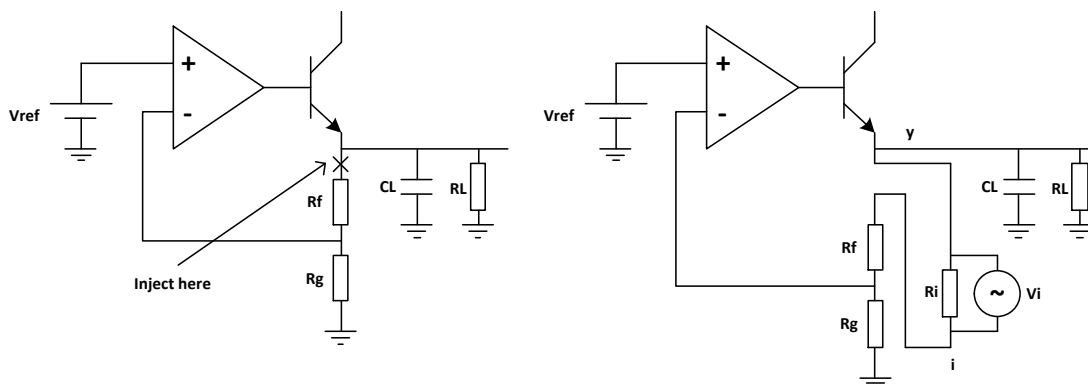 +
-
Vref
Rf
CL
RL
Rg
Inject here
+
-
Vref
y
CL
RL
Rf
Ri
~
Vi
Rg
i